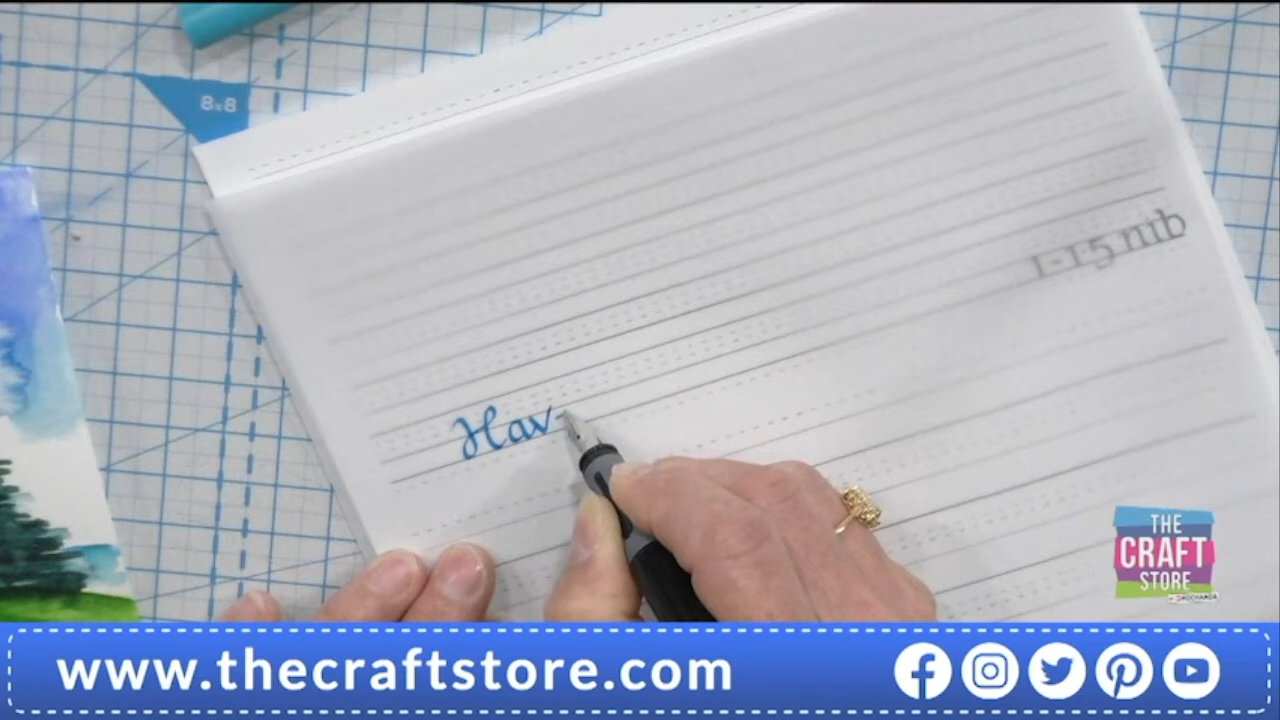 8x8
1-1.5 nib
Hav
THE
CRAFT
STORE
www.thecraftstore.com